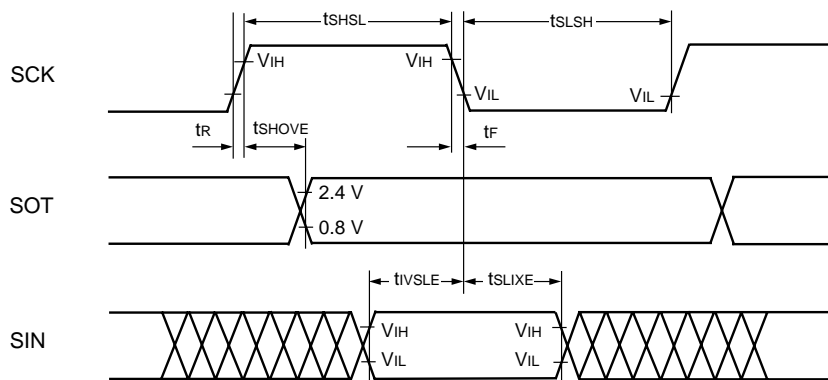 tSHSL tSLSH
SCK VIH VIH VIL VIL
tR tSHOVE tF
SOT 2.4 V
0.8 V
tIVSLE tSLIXE
SIN VIH VIH
VIL VIL